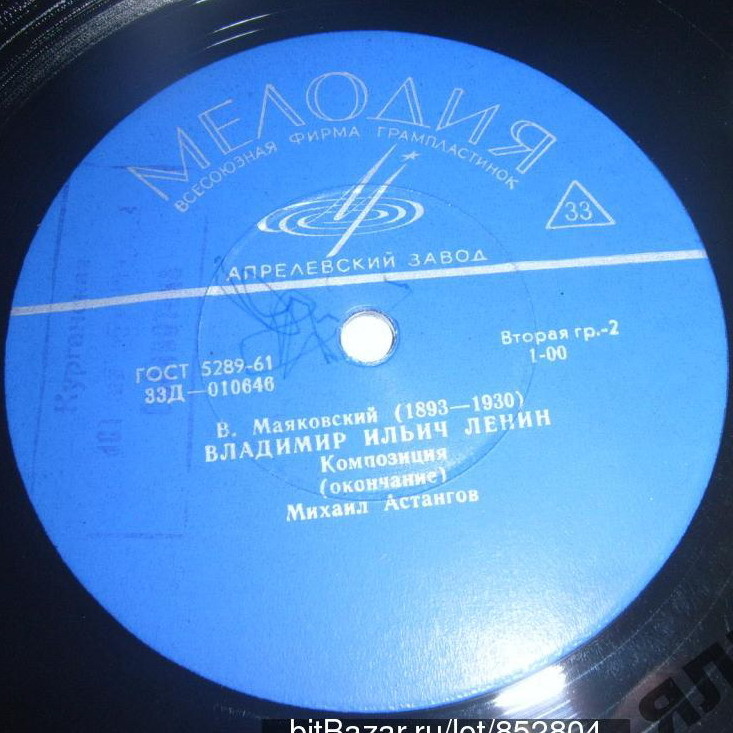 МЕЛОДИЯ
ВСЕСОЮЗНАЯ ФИРМА ГРАМПЛАСТИНОК
33
АПРЕЛЕВСКИЙ ЗАВОД
ГОСТ 5289-61
33Д—010646
Вторая гр.-2
1-00
В. Маяковский (1893—1930)
ВЛАДИМИР ИЛЬИЧ ЛЕНИН
Композиция
(окончание)
Михаил Астангов
Курганская
bitBazar.ru/lot/852804